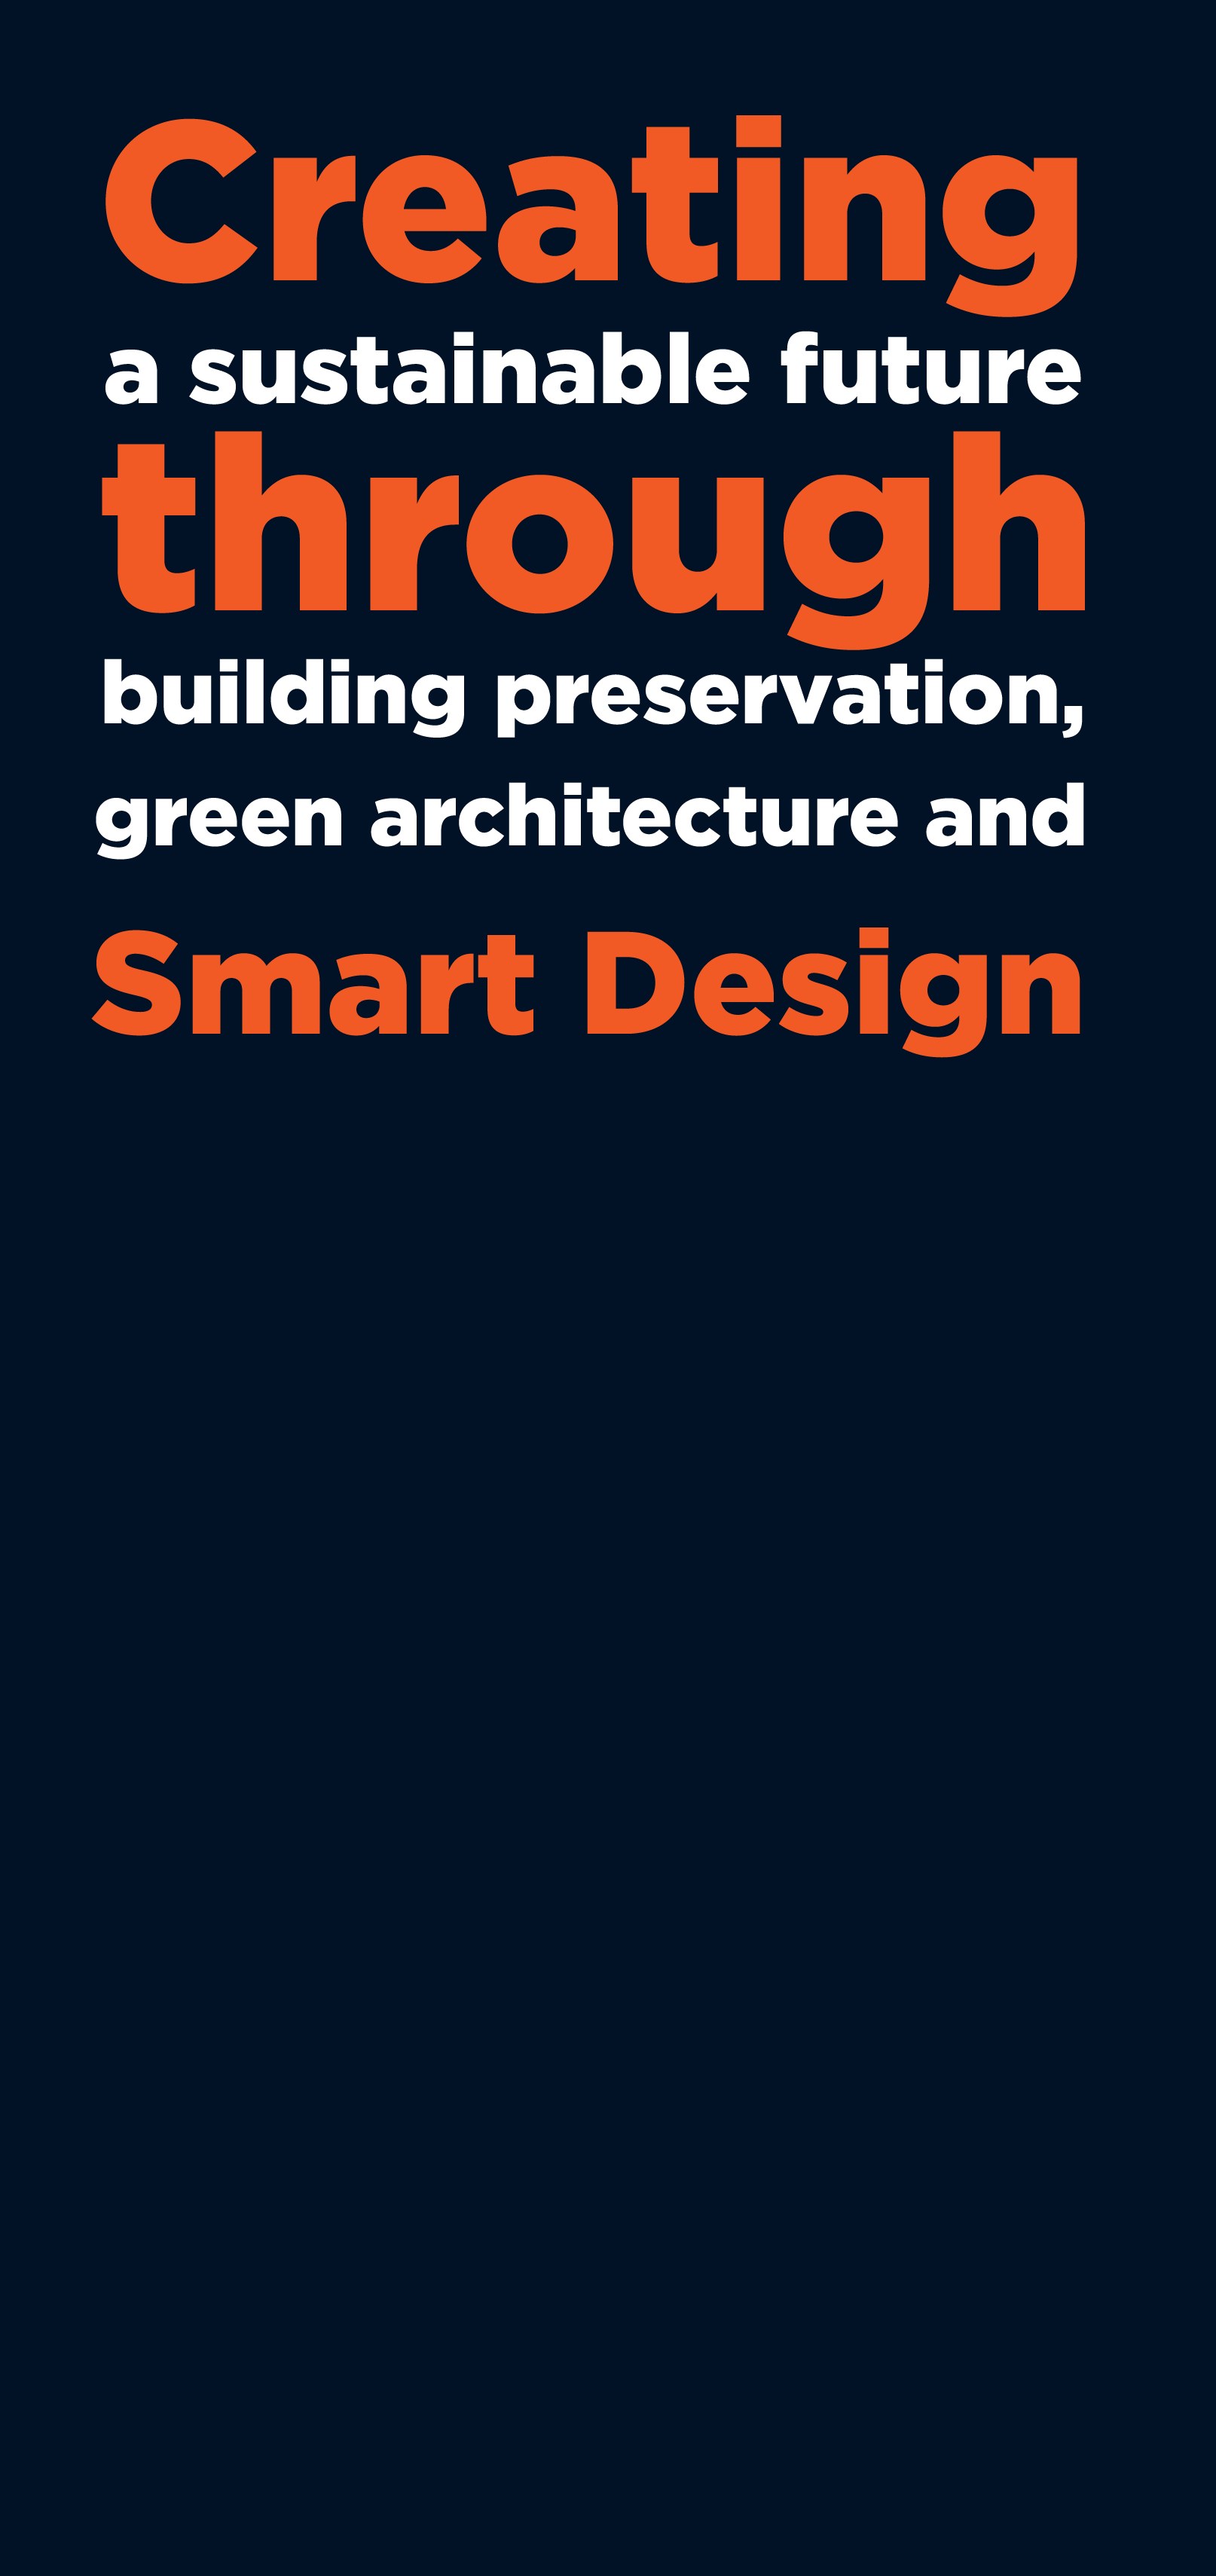 Creating
a sustainable future
through
building preservation,
green architecture and
Smart Design